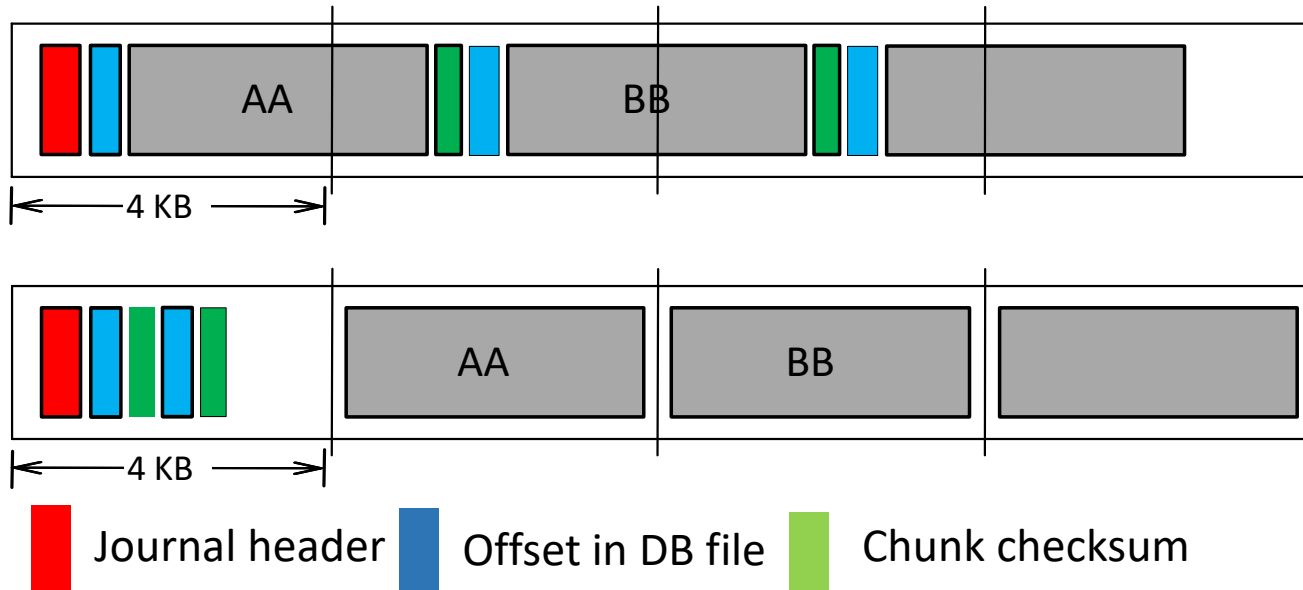 AA
BB
4 KB
AA
BB
4 KB
Journal header
Offset in DB file
Chunk checksum